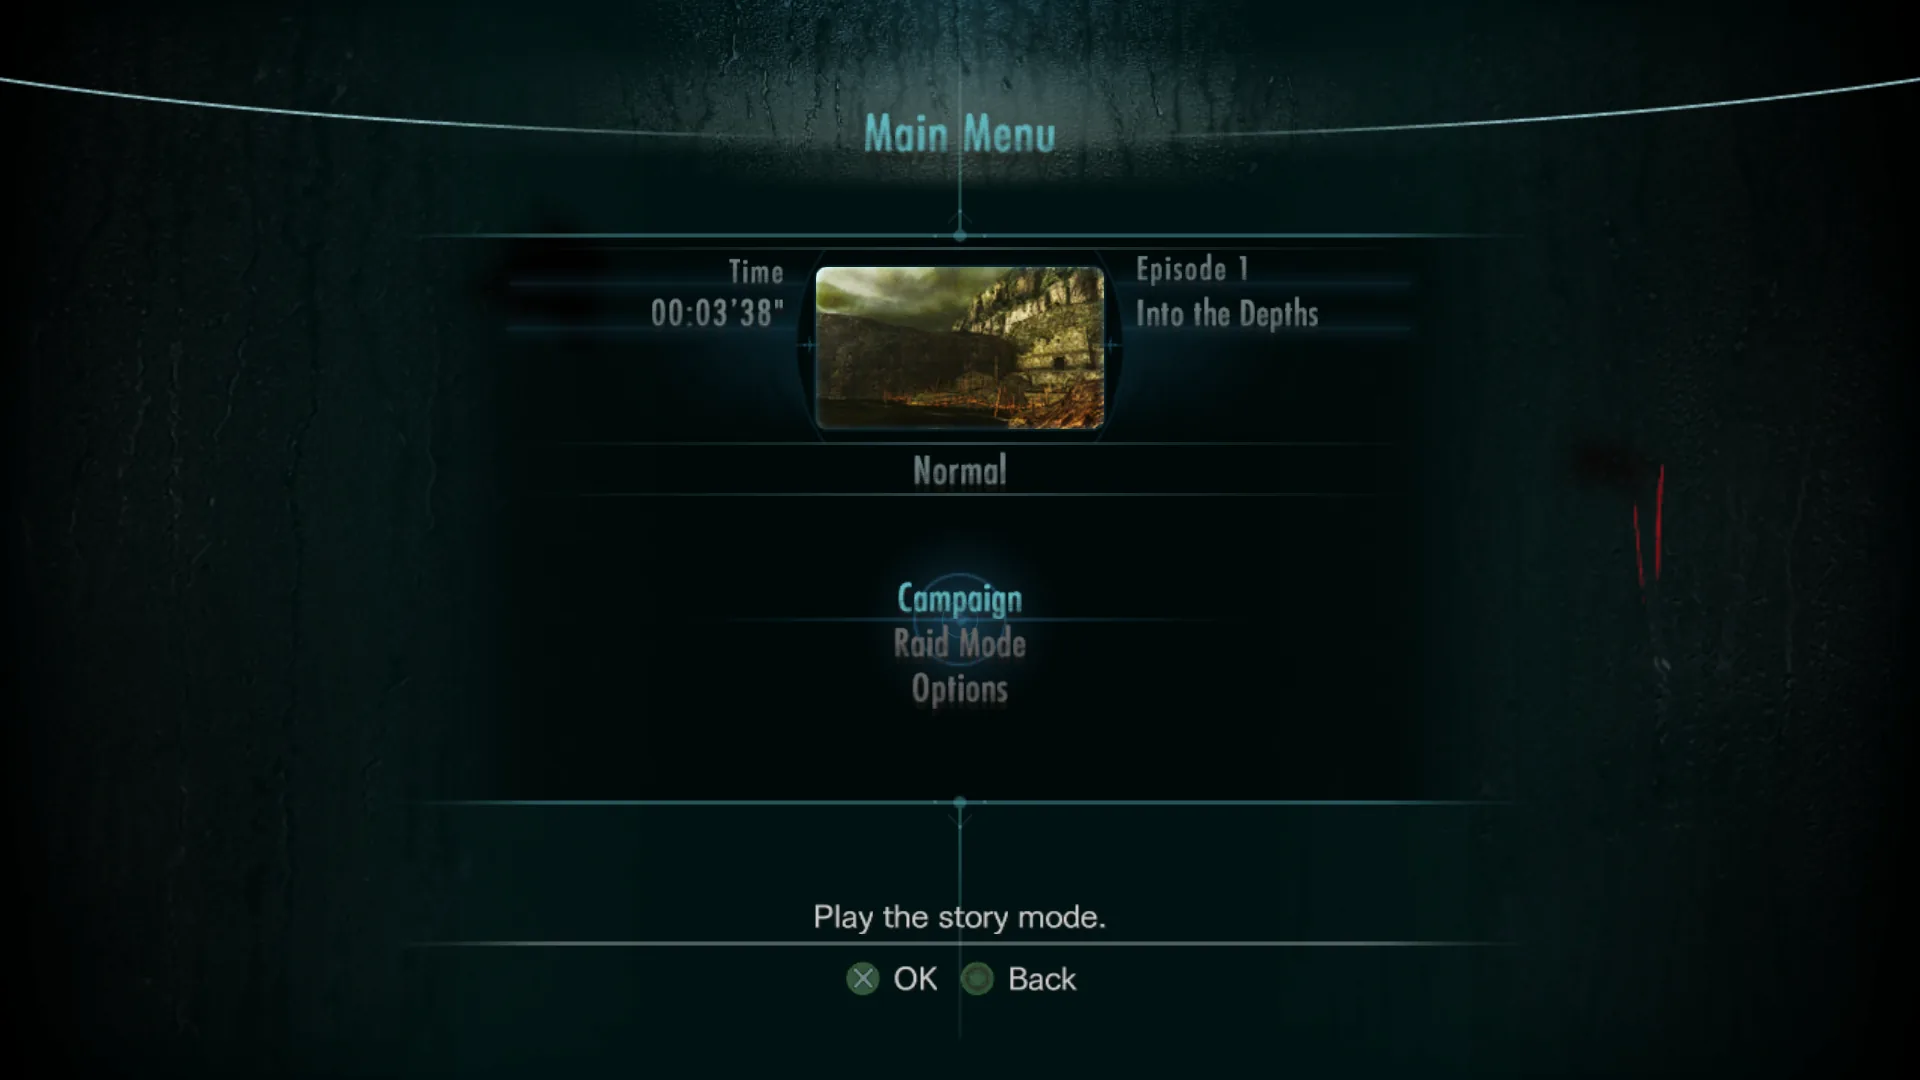 Main Menu
Time
00:03'38"
Episode 1
Into the Depths
Normal
Campaign
Raid Mode
Options
Play the story mode.
OK Back